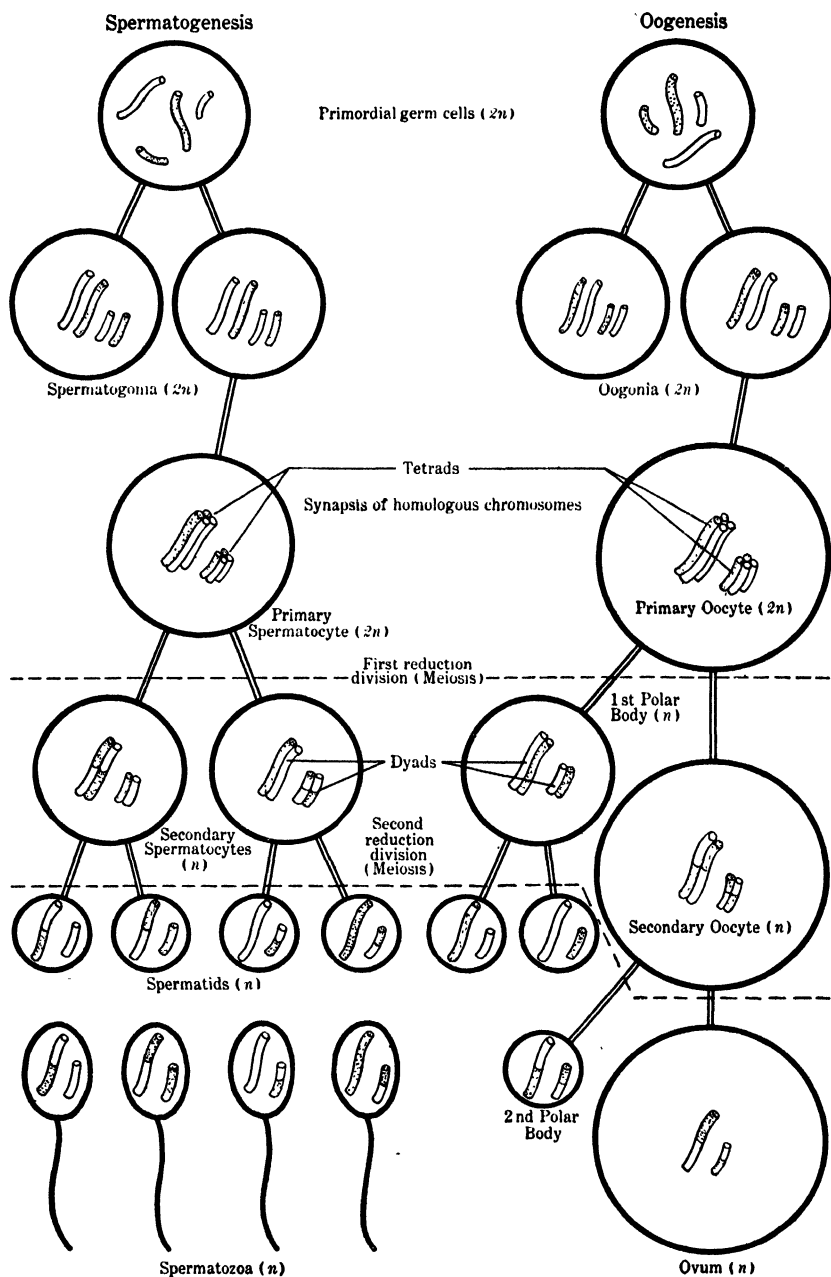 Spermatogenesis
Oogenesis
Primordial germ cells (2n)
Spermatogonia (2n)
Oogonia (2n)
Tetrads
Synapsis of homologous chromosomes
Primary
Spermatocyte (2n)
Primary Oocyte (2n)
First reduction
division (Meiosis)
1st Polar
Body (n)
Dyads
Secondary
Spermatocytes
(n)
Second
reduction
division
(Meiosis)
Secondary Oocyte (n)
Spermatids (n)
2nd Polar
Body
Spermatozoa (n)
Ovum (n)